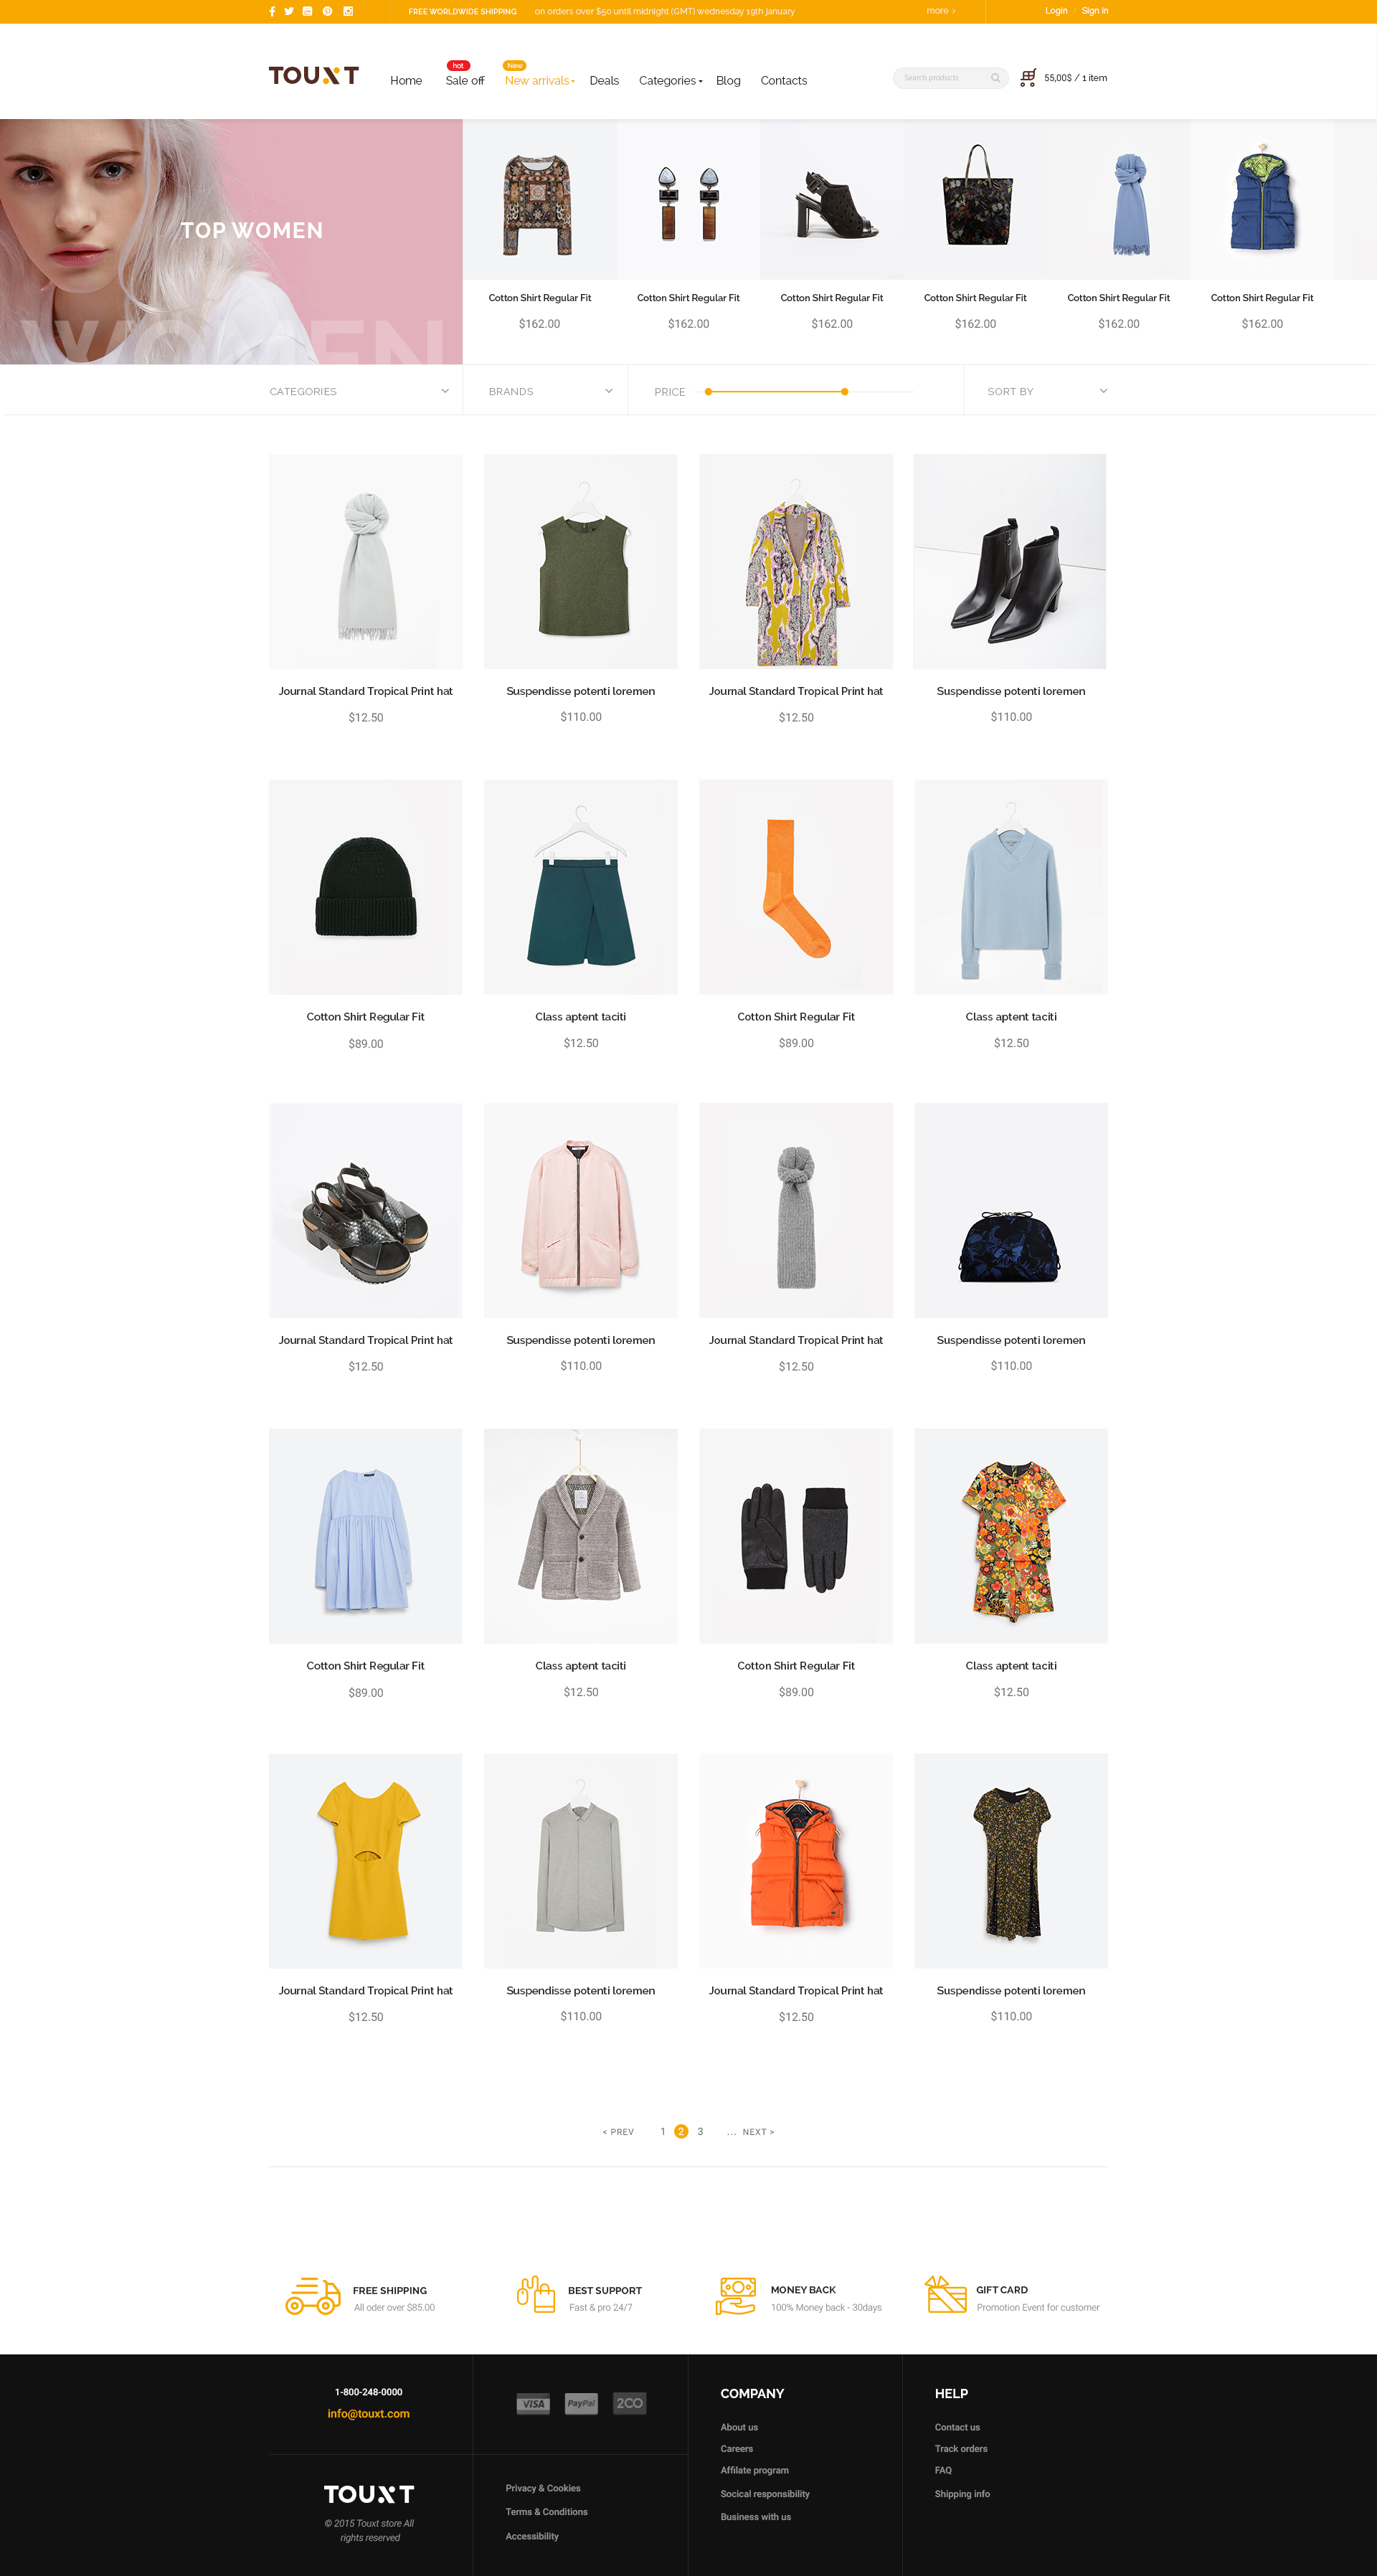 FREE WORLDWIDE SHIPPING on orders over $50 until midnight (GMT) wednesday 19th January more > Login / Sign in
hot Now
TOUXT Home Sale off New arrivals Deals Categories Blog Contacts Search products 55,00$ / 1 item
TOP WOMEN
WOMEN
Cotton Shirt Regular Fit Cotton Shirt Regular Fit Cotton Shirt Regular Fit Cotton Shirt Regular Fit Cotton Shirt Regular Fit Cotton Shirt Regular Fit
$162.00 $162.00 $162.00 $162.00 $162.00 $162.00
CATEGORIES BRANDS PRICE SORT BY
Journal Standard Tropical Print hat Suspendisse potenti loremen Journal Standard Tropical Print hat Suspendisse potenti loremen
$12.50 $110.00 $12.50 $110.00
Cotton Shirt Regular Fit Class aptent taciti Cotton Shirt Regular Fit Class aptent taciti
$89.00 $12.50 $89.00 $12.50
Journal Standard Tropical Print hat Suspendisse potenti loremen Journal Standard Tropical Print hat Suspendisse potenti loremen
$12.50 $110.00 $12.50 $110.00
Cotton Shirt Regular Fit Class aptent taciti Cotton Shirt Regular Fit Class aptent taciti
$89.00 $12.50 $89.00 $12.50
Journal Standard Tropical Print hat Suspendisse potenti loremen Journal Standard Tropical Print hat Suspendisse potenti loremen
$12.50 $110.00 $12.50 $110.00
< PREV 1 2 3 ... NEXT >
FREE SHIPPING
All oder over $85.00
BEST SUPPORT
Fast & pro 24/7
MONEY BACK
100% Money back - 30days
GIFT CARD
Promotion Event for customer
1-800-248-0000
info@touxt.com
TOUXT
© 2015 Touxt store All
rights reserved
VISA PayPal 2CO
Privacy & Cookies
Terms & Conditions
Accessibility
COMPANY
About us
Careers
Affilate program
Socical responsibility
Business with us
HELP
Contact us
Track orders
FAQ
Shipping info